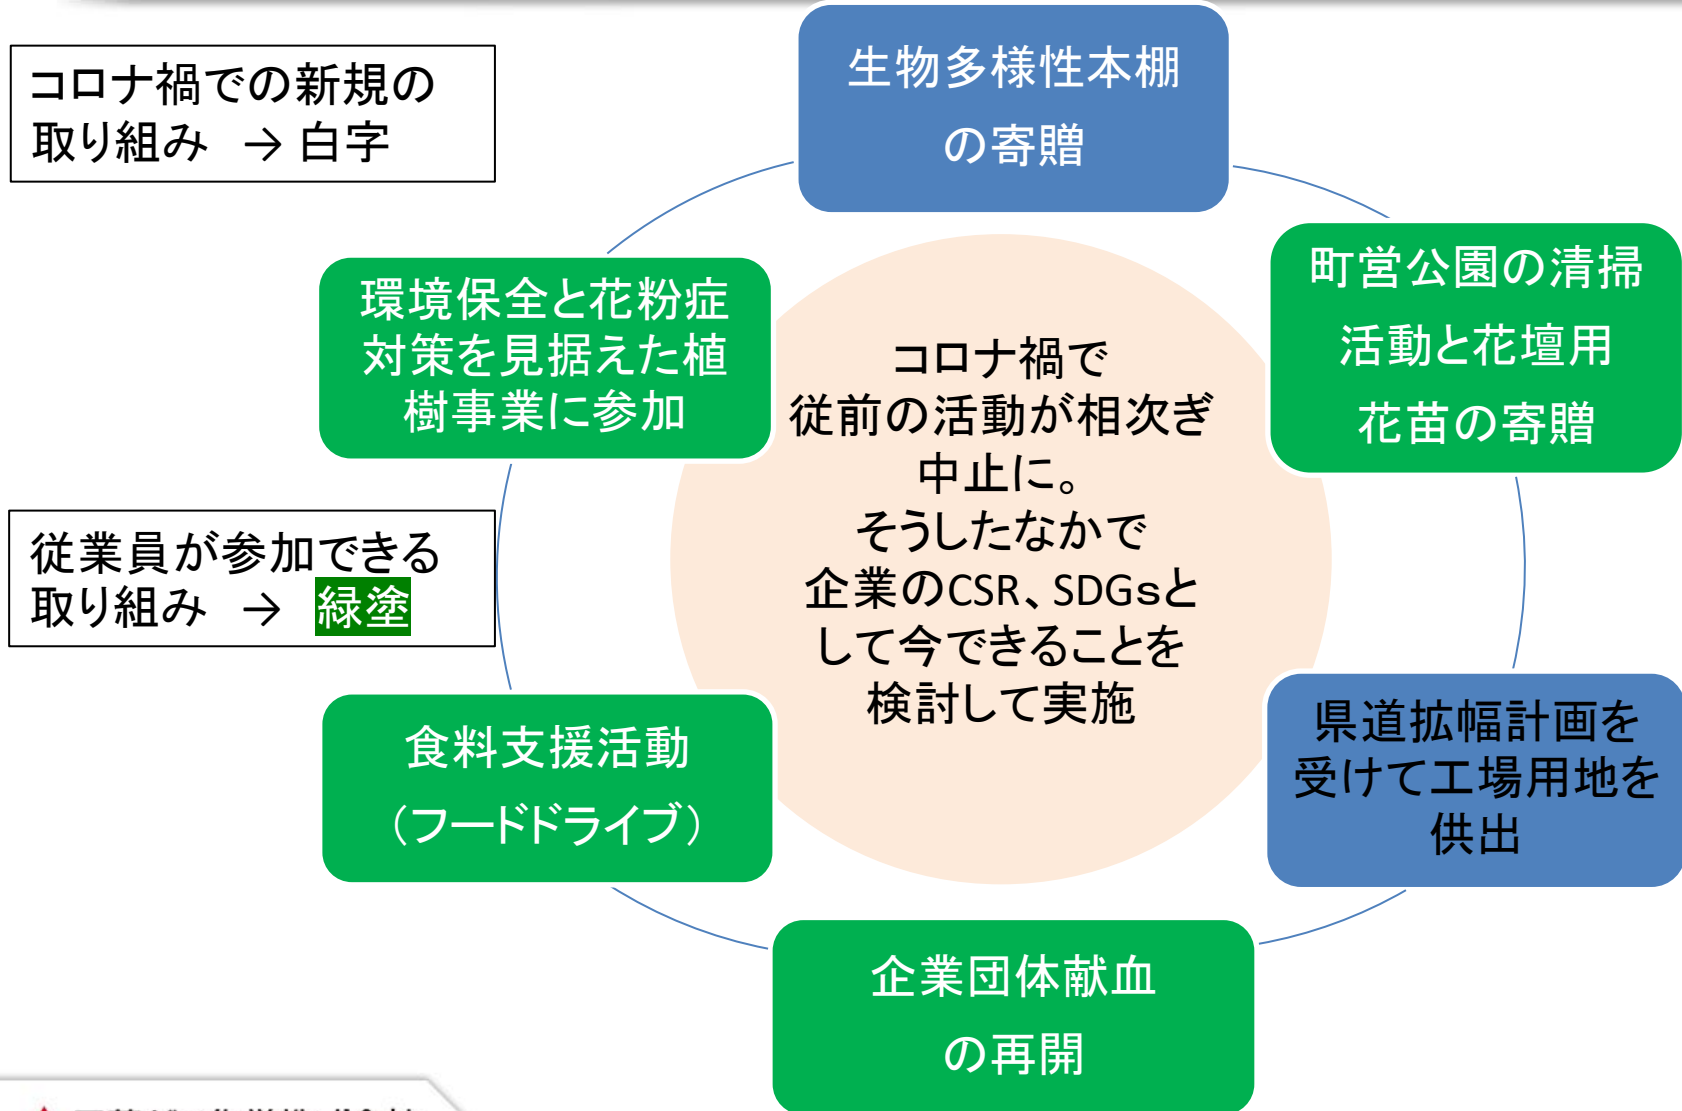 コロナ禍での新規の
取り組み → 白字
生物多様性本棚
の寄贈
環境保全と花粉症
対策を見据えた植
樹事業に参加
町営公園の清掃
活動と花壇用
花苗の寄贈
コロナ禍で
従前の活動が相次ぎ
中止に。
そうしたなかで
企業のCSR、SDGsと
して今できることを
検討して実施
従業員が参加できる
取り組み → 緑塗
食料支援活動
（フードドライブ）
県道拡幅計画を
受けて工場用地を
供出
企業団体献血
の再開